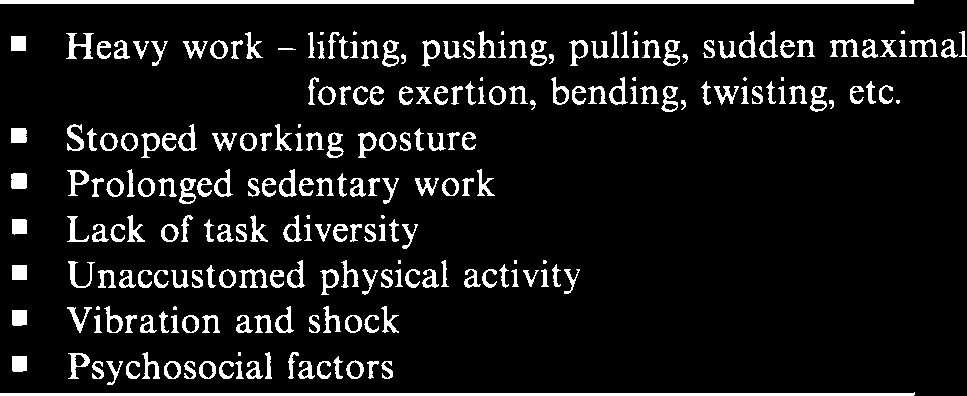 ▪ Heavy work – lifting, pushing, pulling, sudden maximal
force exertion, bending, twisting, etc.
▪ Stooped working posture
▪ Prolonged sedentary work
▪ Lack of task diversity
▪ Unaccustomed physical activity
▪ Vibration and shock
▪ Psychosocial factors